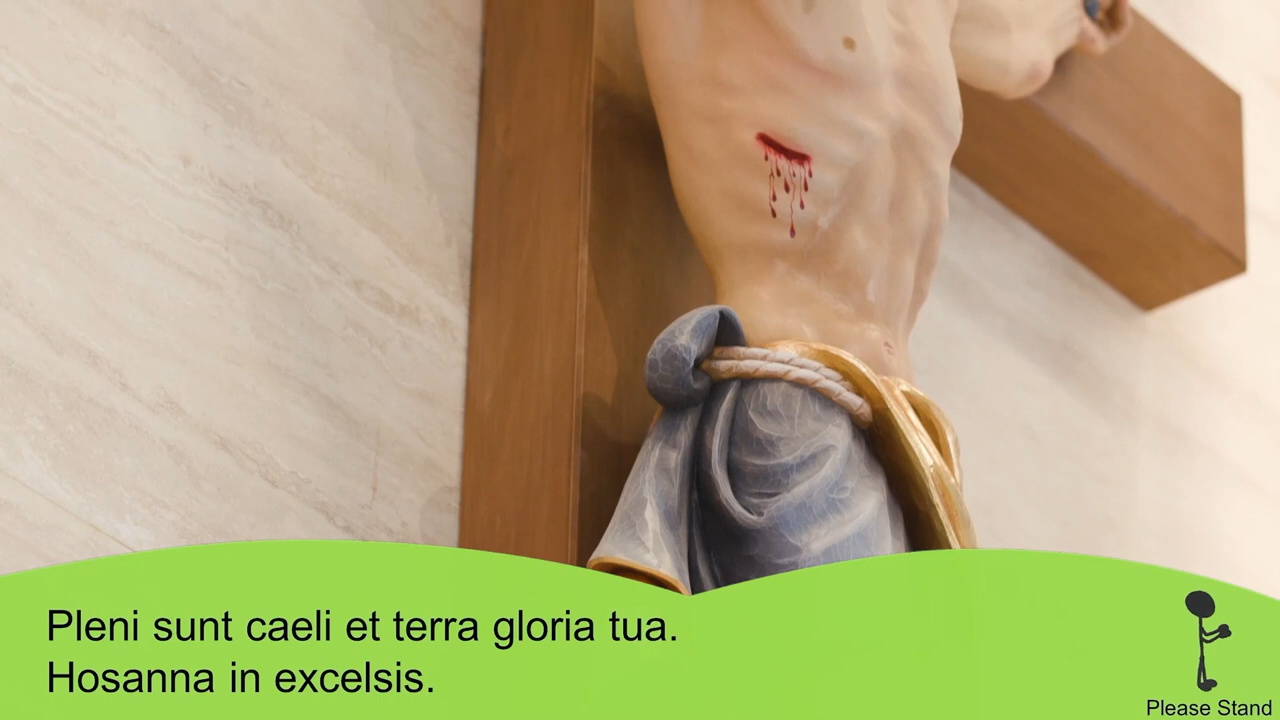 Pleni sunt caeli et terra gloria tua.
Hosanna in excelsis.
Please Stand